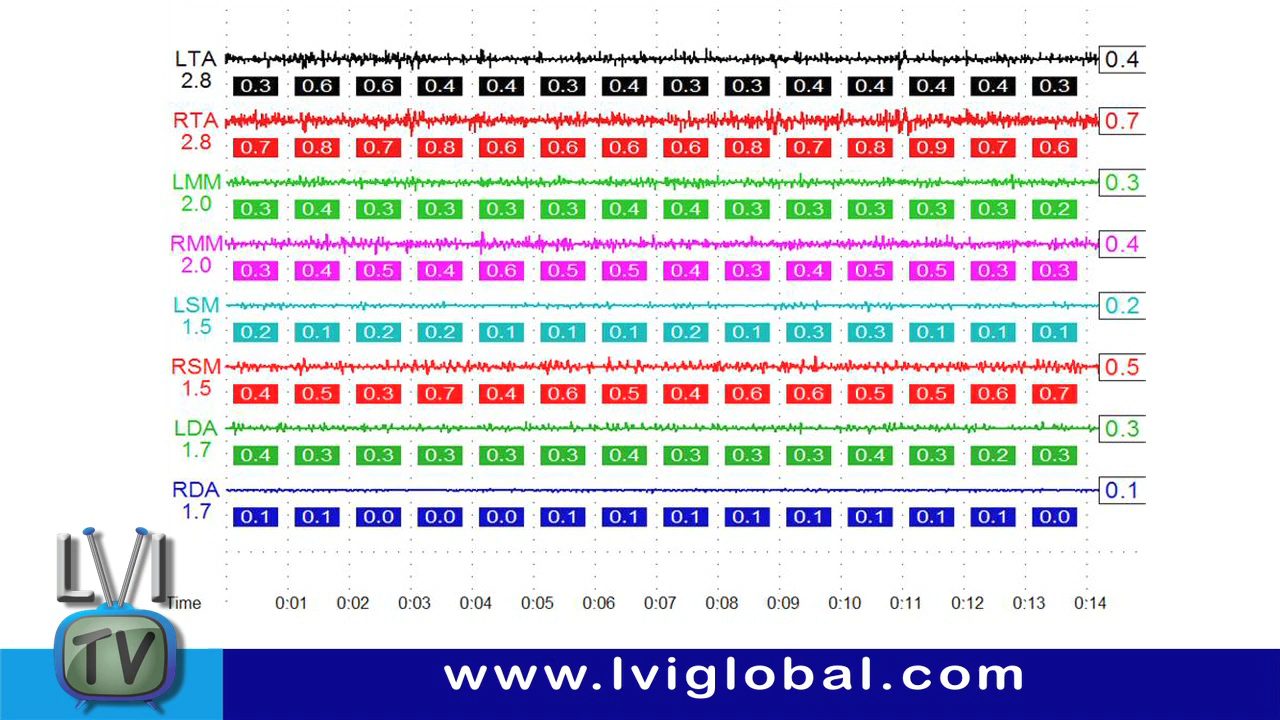 LTA 0.4
2.8 0.3 0.6 0.6 0.4 0.4 0.3 0.4 0.3 0.3 0.4 0.4 0.4 0.4 0.3
RTA 0.7
2.8 0.7 0.8 0.7 0.8 0.6 0.6 0.6 0.6 0.8 0.7 0.8 0.9 0.7 0.6
LMM 0.3
2.0 0.3 0.4 0.3 0.3 0.3 0.3 0.4 0.4 0.3 0.3 0.3 0.3 0.3 0.2
RMM 0.4
2.0 0.3 0.4 0.5 0.4 0.6 0.5 0.5 0.4 0.3 0.4 0.5 0.5 0.3 0.3
LSM 0.2
1.5 0.2 0.1 0.2 0.2 0.1 0.1 0.1 0.2 0.1 0.3 0.3 0.1 0.1 0.1
RSM 0.5
1.5 0.4 0.5 0.3 0.7 0.4 0.6 0.5 0.4 0.6 0.6 0.5 0.5 0.6 0.7
LDA 0.3
1.7 0.4 0.3 0.3 0.3 0.3 0.3 0.4 0.3 0.3 0.3 0.4 0.3 0.2 0.3
RDA 0.1
1.7 0.1 0.1 0.0 0.0 0.0 0.1 0.1 0.1 0.1 0.1 0.1 0.1 0.1 0.0
Time 0:01 0:02 0:03 0:04 0:05 0:06 0:07 0:08 0:09 0:10 0:11 0:12 0:13 0:14
LVI
TV
www.lviglobal.com